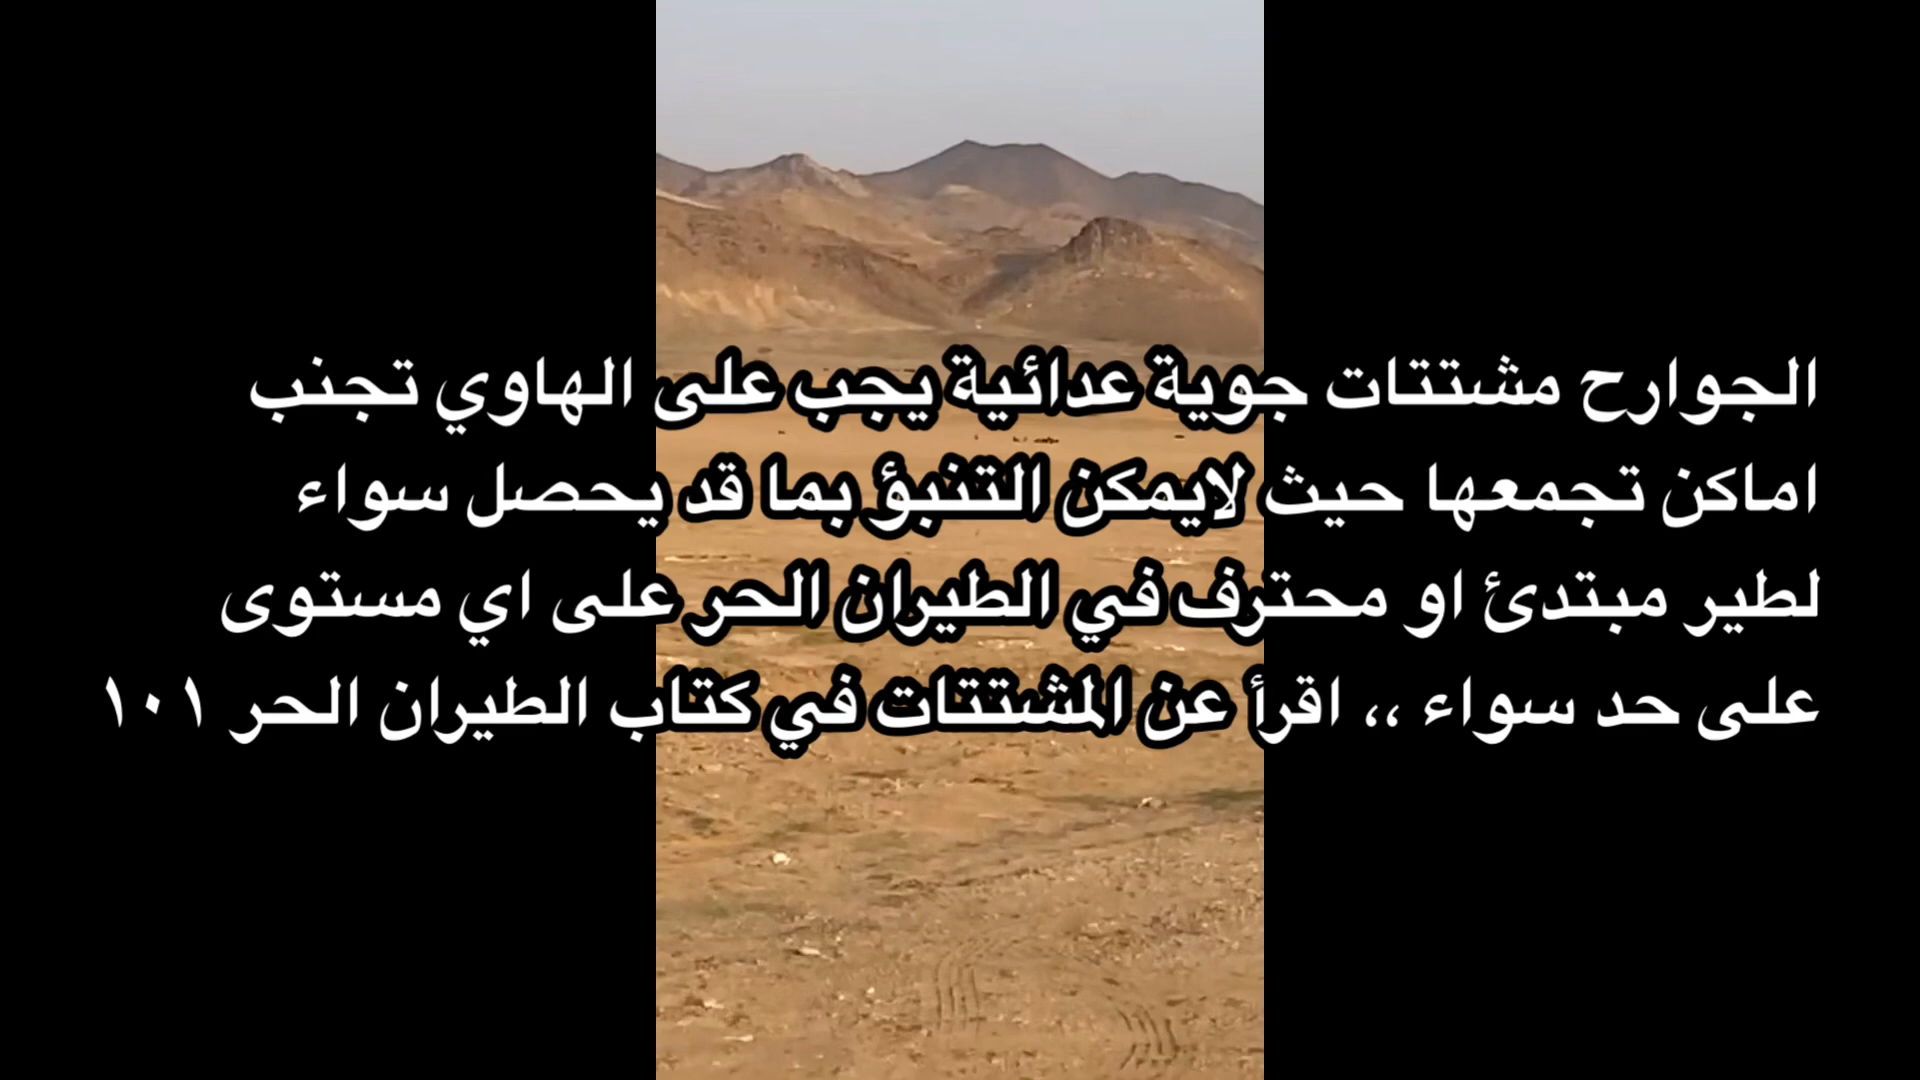 الجوارح مشتتات جوية عدائية يجب على الهاوي تجنب
اماكن تجمعها حيث لايمكن التنبؤ بما قد يحصل سواء
لطير مبتدئ او محترف في الطيران الحر على اي مستوى
على حد سواء ،، اقرأ عن المشتتات في كتاب الطيران الحر ١٠١